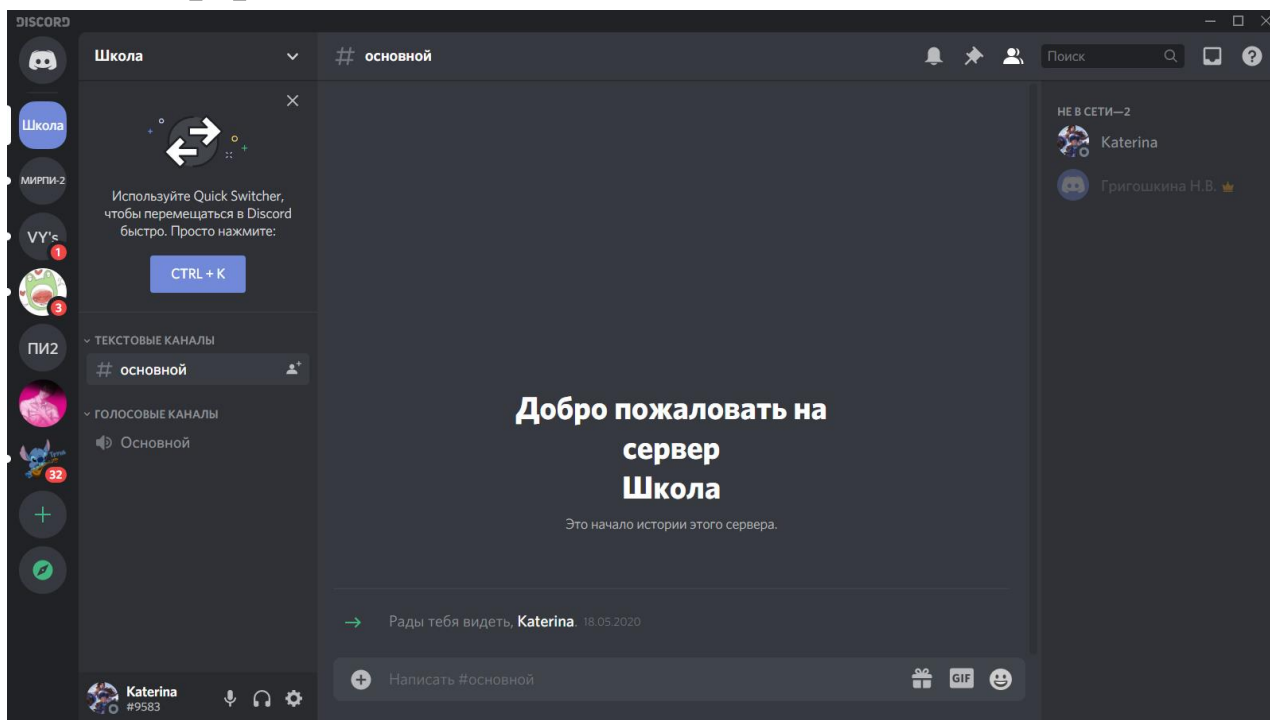 DISCORD
Школа
основной
Поиск
Школа
МИРПИ-2
VY's
1
3
ПИ2
32
Используйте Quick Switcher,
чтобы перемещаться в Discord
быстро. Просто нажмите:
CTRL + K
ТЕКСТОВЫЕ КАНАЛЫ
основной
ГОЛОСОВЫЕ КАНАЛЫ
Основной
Katerina
#9583
Добро пожаловать на
сервер
Школа
Это начало истории этого сервера.
Рады тебя видеть, Katerina. 18.05.2020
Написать #основной
GIF
НЕ В СЕТИ—2
Katerina
Григошкина Н.В.